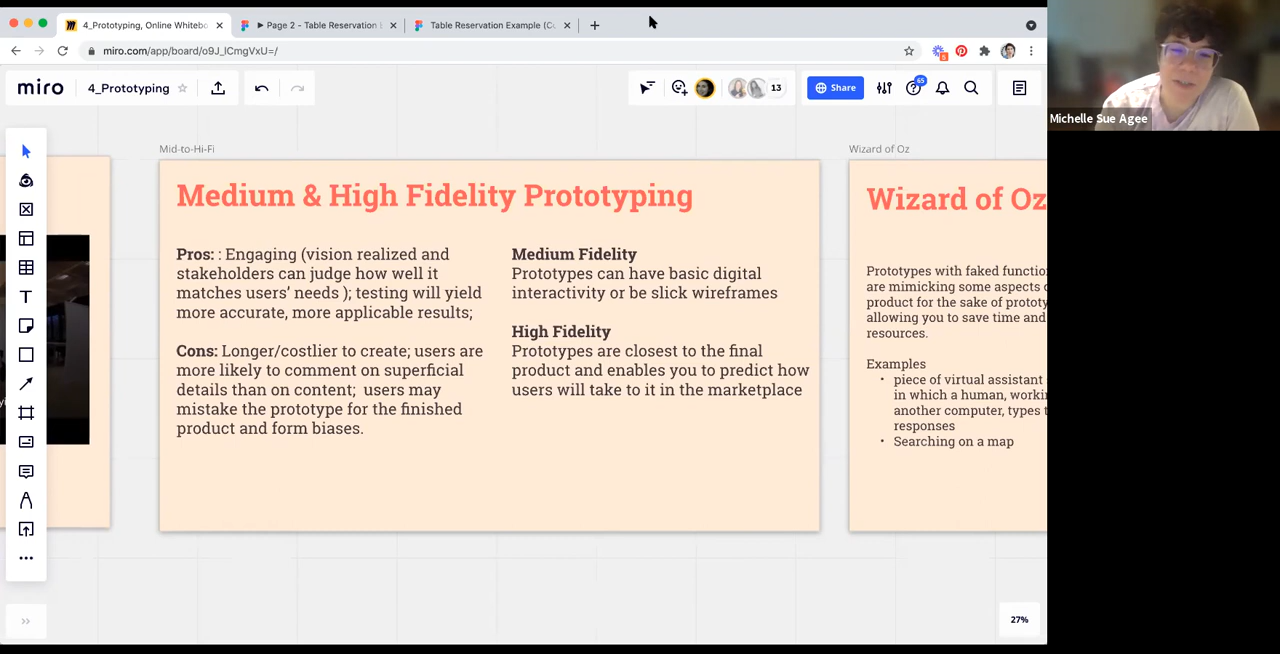 4_Prototyping, Online Whitebo
Page 2 - Table Reservation
Table Reservation Example (C
miro.com/app/board/o9J_lCmgVxU=/
6
miro
4_Prototyping
13
Share
65
Michelle Sue Agee
Mid-to-Hi-Fi
Medium & High Fidelity Prototyping
Pros: : Engaging (vision realized and
stakeholders can judge how well it
matches users’ needs ); testing will yield
more accurate, more applicable results;
Cons: Longer/costlier to create; users are
more likely to comment on superficial
details than on content;  users may
mistake the prototype for the finished
product and form biases.
Medium Fidelity
Prototypes can have basic digital
interactivity or be slick wireframes
High Fidelity
Prototypes are closest to the final
product and enables you to predict how
users will take to it in the marketplace
Wizard of Oz
Wizard of Oz
Prototypes with faked functio
are mimicking some aspects
product for the sake of protot
allowing you to save time and
resources.
Examples
• piece of virtual assistant
in which a human, worki
another computer, types
responses
• Searching on a map
27%